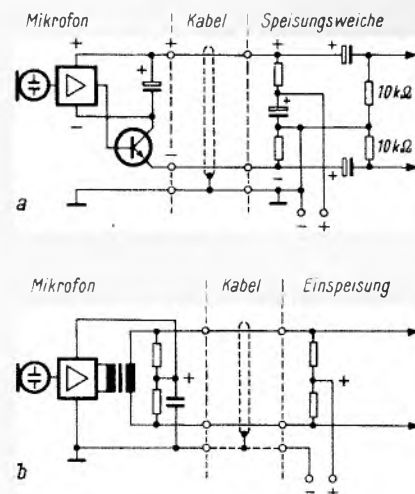 Mikrofon Kabel Speisungsweiche
+ + + +
+ + 10kΩ
− − 10kΩ
− +
a − +
Mikrofon Kabel Einspeisung
+ +
b − +